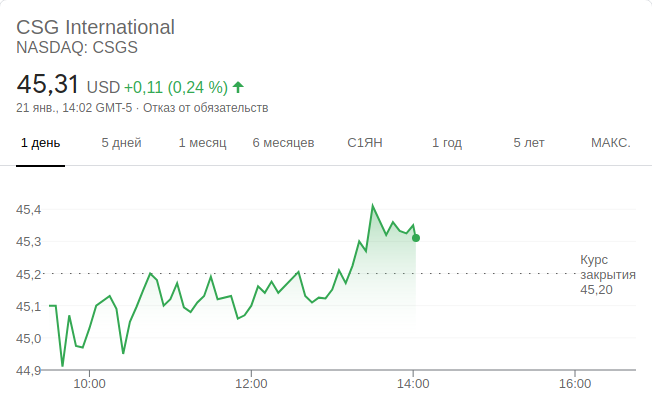 CSG International
NASDAQ: CSGS
45,31 USD +0,11 (0,24 %)
21 янв., 14:02 GMT-5 · Отказ от обязательств
1 день 5 дней 1 месяц 6 месяцев С1ЯН 1 год 5 лет МАКС.
45,4
45,3
45,2
45,1
45,0
44,9
Курс
закрытия
45,20
10:00 12:00 14:00 16:00